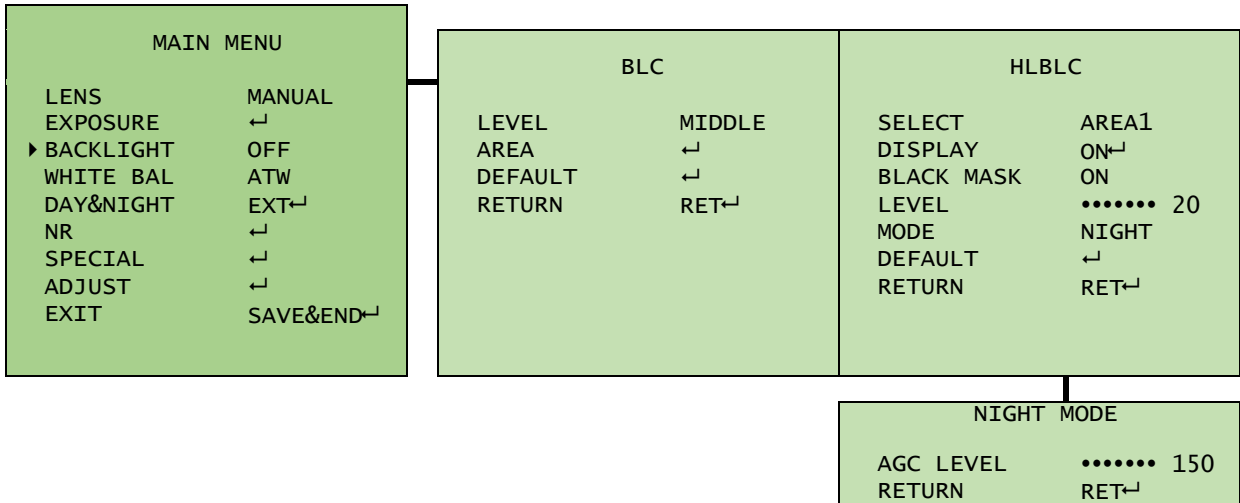 MAIN MENU
LENS MANUAL
EXPOSURE ↵
▶ BACKLIGHT OFF
WHITE BAL ATW
DAY&NIGHT EXT↵
NR ↵
SPECIAL ↵
ADJUST ↵
EXIT SAVE&END↵
BLC
LEVEL MIDDLE
AREA ↵
DEFAULT ↵
RETURN RET↵
HLBLC
SELECT AREA1
DISPLAY ON↵
BLACK MASK ON
LEVEL ••••••• 20
MODE NIGHT
DEFAULT ↵
RETURN RET↵
NIGHT MODE
AGC LEVEL ••••••• 150
RETURN RET↵